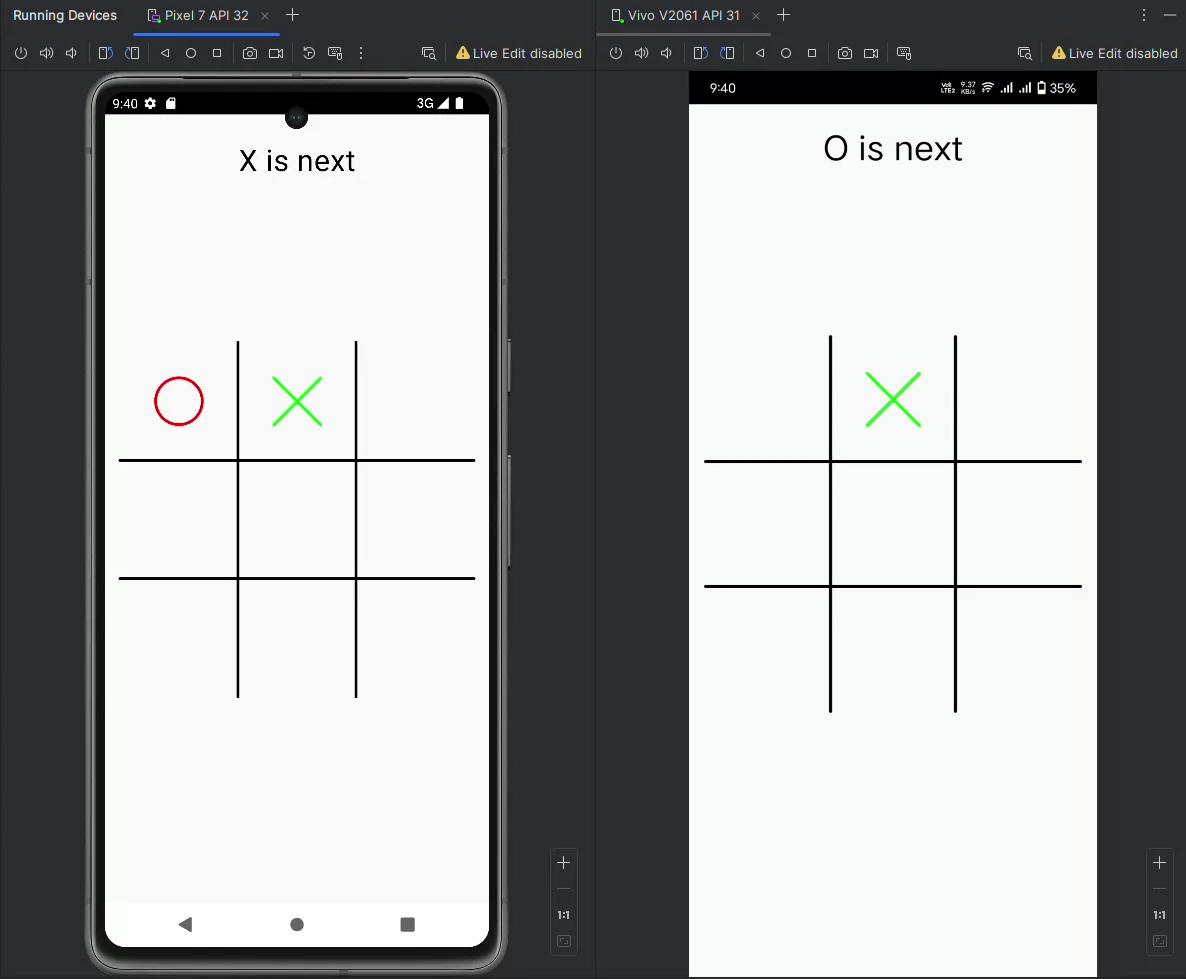 Running Devices
Pixel 7 API 32
Vivo V2061 API 31
Live Edit disabled
Live Edit disabled
9:40
3G
X is next
1:1
9:40
LTE2
9.37
KB/s
35%
O is next
1:1